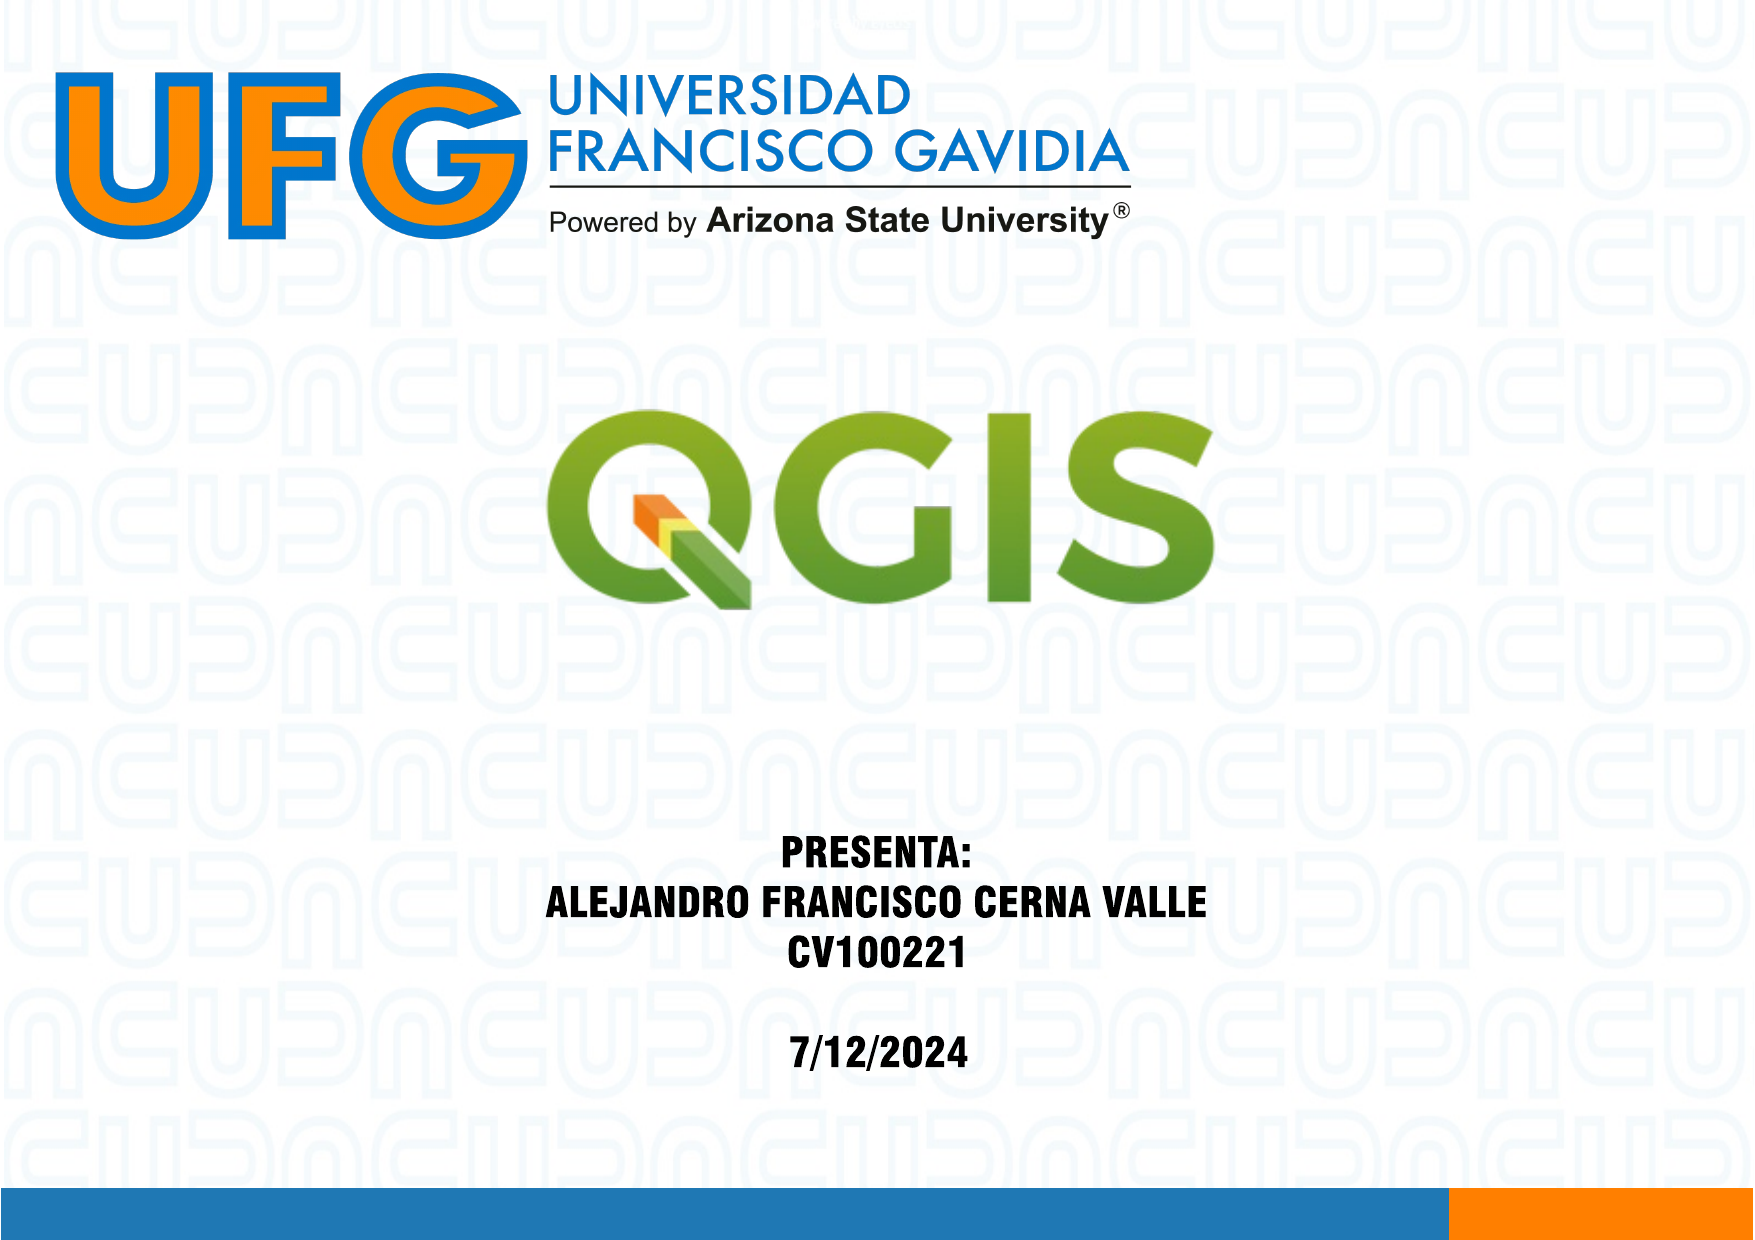 UFG
UNIVERSIDAD
FRANCISCO GAVIDIA
Powered by Arizona State University®
QGIS
PRESENTA:
ALEJANDRO FRANCISCO CERNA VALLE
CV100221
7/12/2024